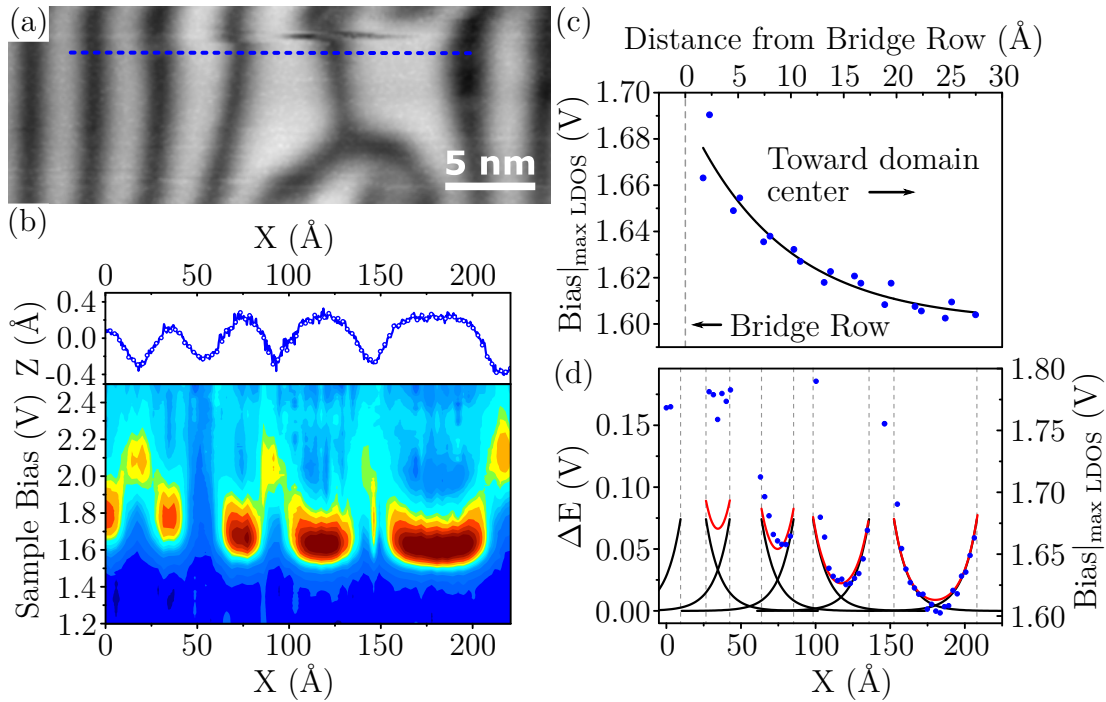 (a)
5 nm
(b)
X (Å)
0 50 100 150 200
0.4
0.0
-0.4
Z (Å)
2.4
2.2
2.0
1.8
1.6
1.4
1.2
Sample Bias (V)
0 50 100 150 200
X (Å)
(c)
Distance from Bridge Row (Å)
0 5 10 15 20 25 30
1.70
1.68
1.66
1.64
1.62
1.60
Bias|max LDOS (V)
Toward domain
center
Bridge Row
(d)
0.15
0.10
0.05
0.00
ΔE (V)
1.80
1.75
1.70
1.65
1.60
Bias|max LDOS (V)
0 50 100 150 200
X (Å)